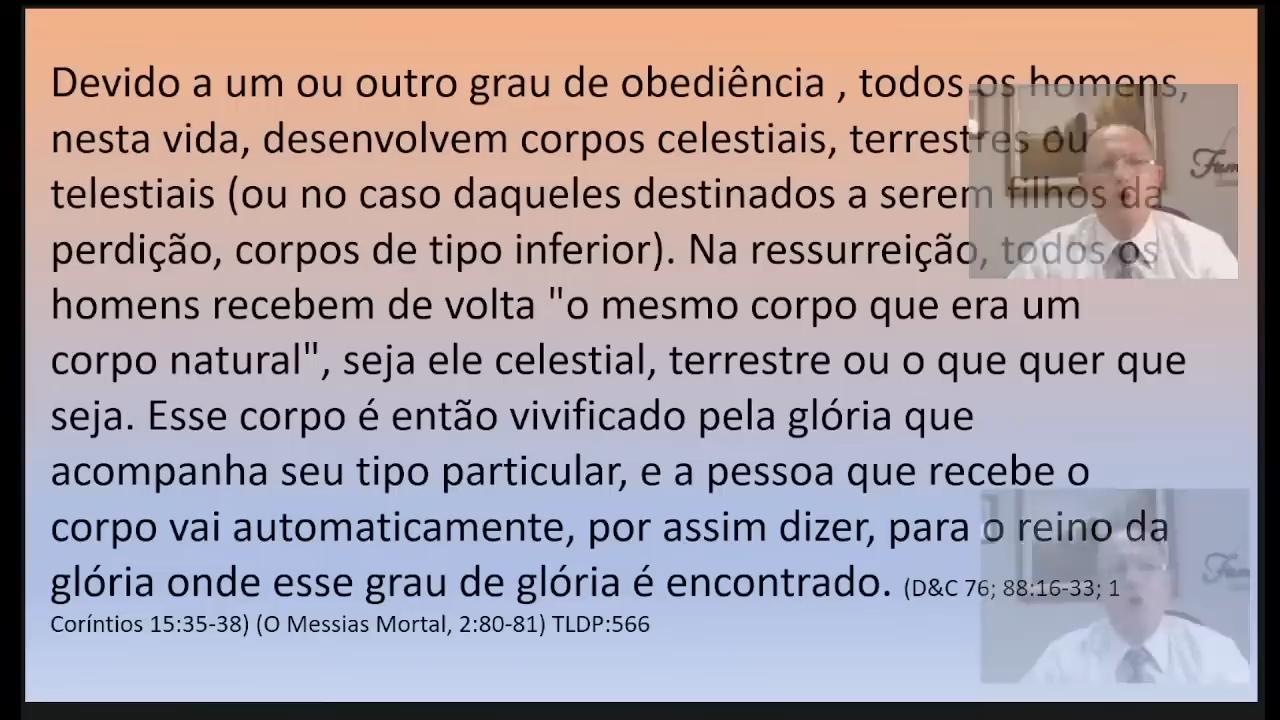 Devido a um ou outro grau de obediência , todos os homens,
nesta vida, desenvolvem corpos celestiais, terrestres ou
telestiais (ou no caso daqueles destinados a serem filhos da
perdição, corpos de tipo inferior). Na ressurreição, todos os
homens recebem de volta "o mesmo corpo que era um
corpo natural", seja ele celestial, terrestre ou o que quer que
seja. Esse corpo é então vivificado pela glória que
acompanha seu tipo particular, e a pessoa que recebe o
corpo vai automaticamente, por assim dizer, para o reino da
glória onde esse grau de glória é encontrado. (D&C 76; 88:16-33; 1
Coríntios 15:35-38) (O Messias Mortal, 2:80-81) TLDP:566